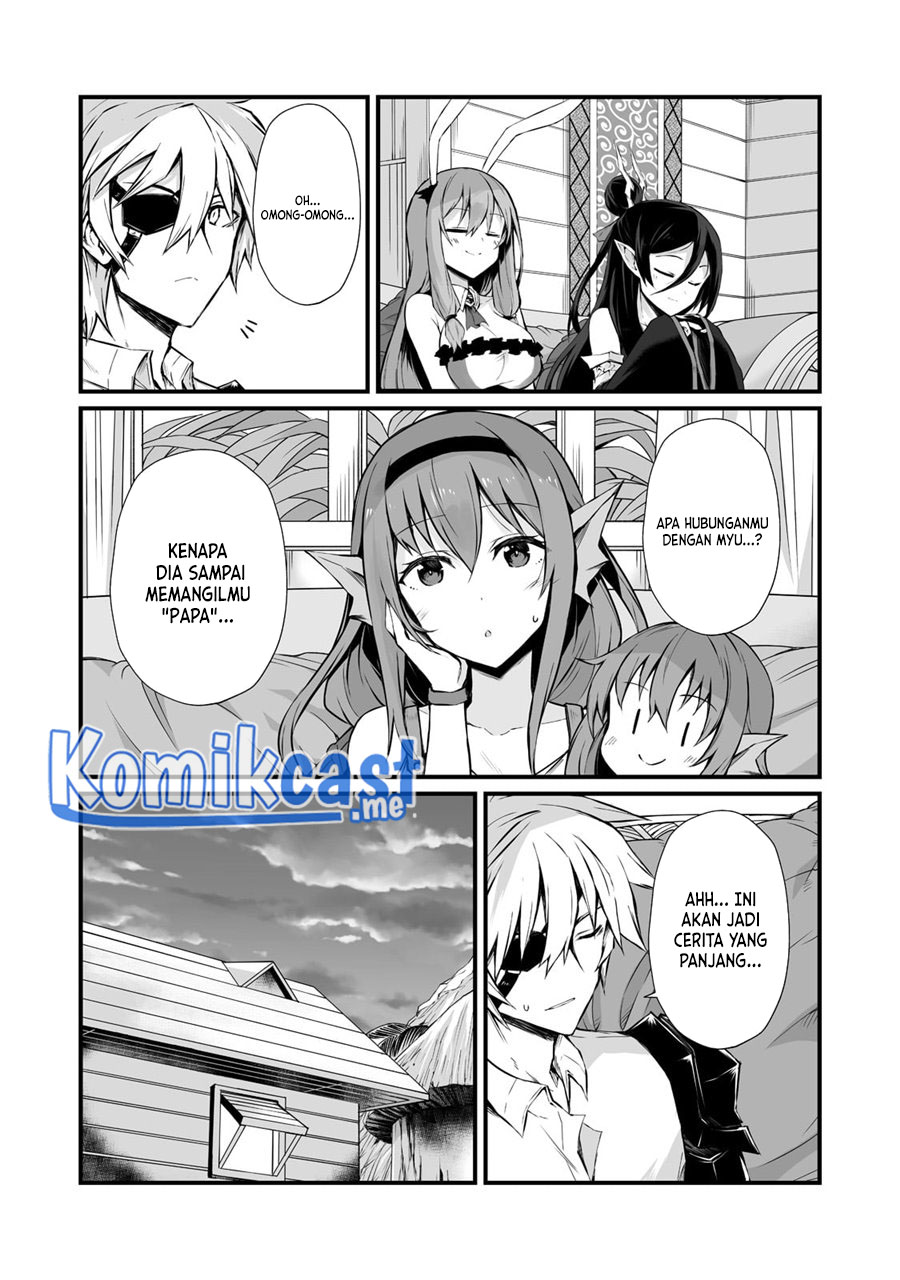 OH...
OMONG-OMONG...
APA HUBUNGANMU
DENGAN MYU...?
KENAPA
DIA SAMPAI
MEMANGILMU
"PAPA"...
Komikcast
.me
AHH... INI
AKAN JADI
CERITA YANG
PANJANG...